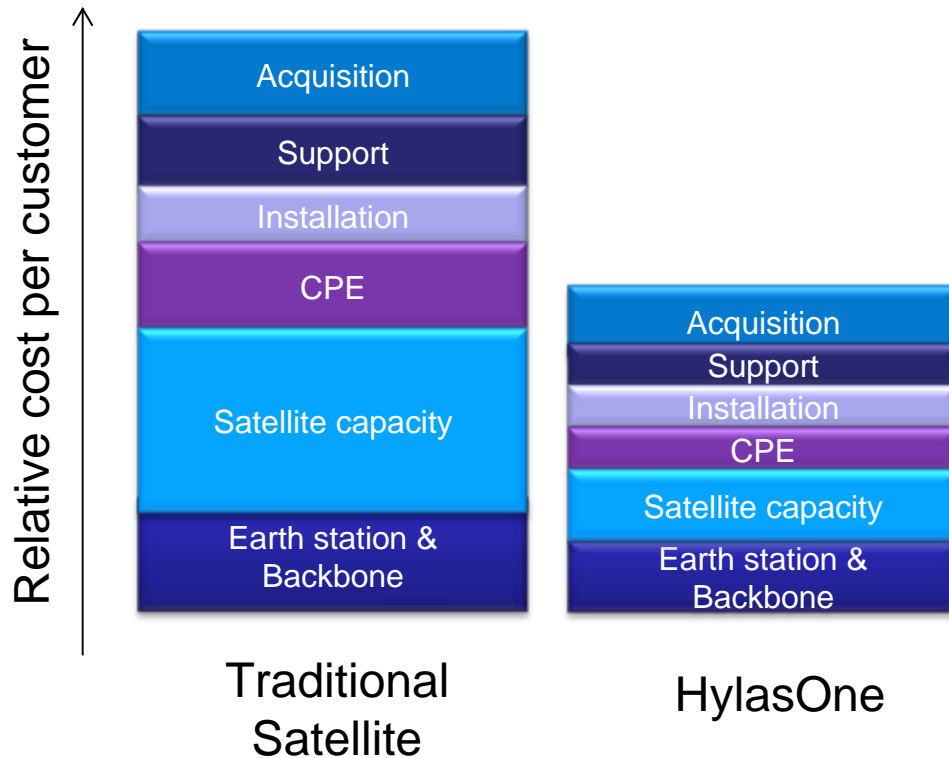 Relative cost per customer
Acquisition
Support
Installation
CPE
Satellite capacity
Earth station &
Backbone
Traditional
Satellite
Acquisition
Support
Installation
CPE
Satellite capacity
Earth station &
Backbone
HylasOne